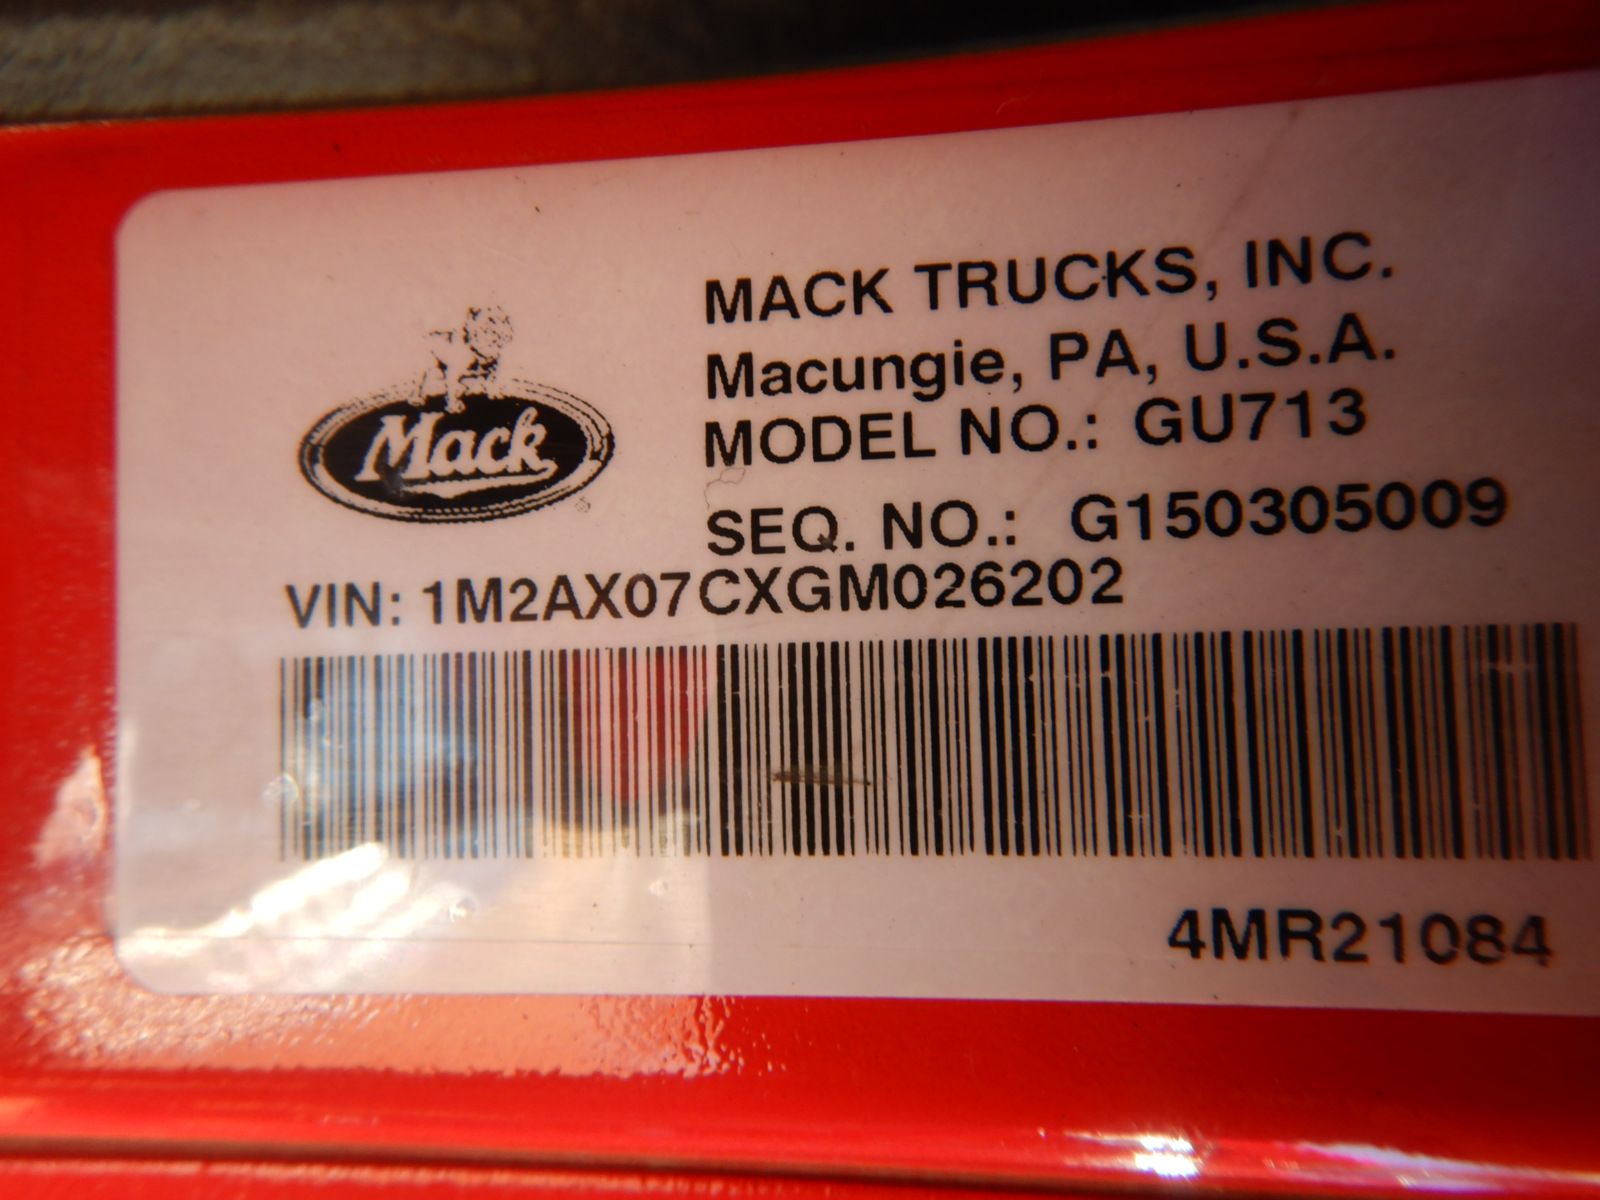 MACK TRUCKS, INC.
Macungie, PA, U.S.A.
MODEL NO.: GU713
Mack
®
SEQ. NO.: G150305009
VIN: 1M2AX07CXGM026202
4MR21084